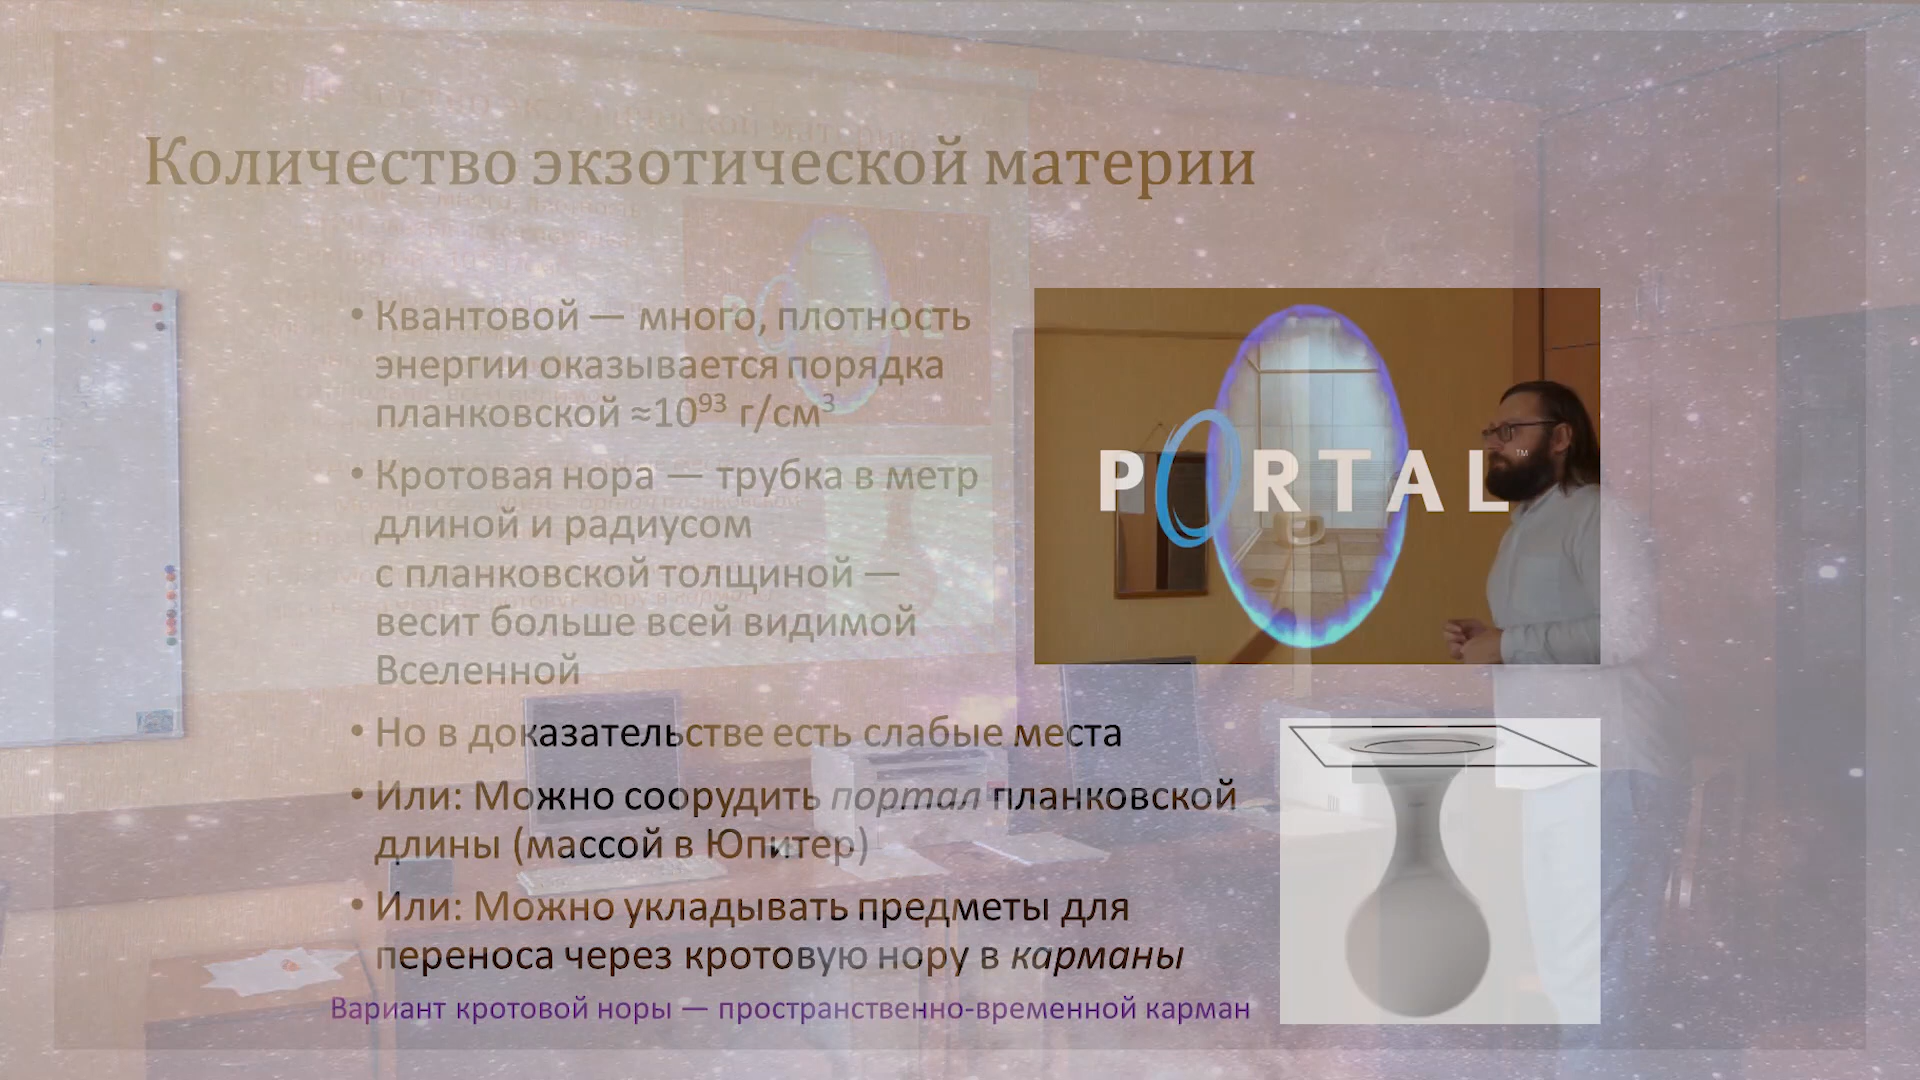 Количество экзотической материи
• Квантовой — много, плотность
энергии оказывается порядка
планковской ≈10⁹³ г/см³
• Кротовая нора — трубка в метр
длиной и радиусом
с планковской толщиной —
весит больше всей видимой
Вселенной
• Но в доказательстве есть слабые места
• Или: Можно соорудить портал планковской
длины (массой в Юпитер)
• Или: Можно укладывать предметы для
переноса через кротовую нору в карманы
Вариант кротовой норы — пространственно-временной карман
PORTAL™